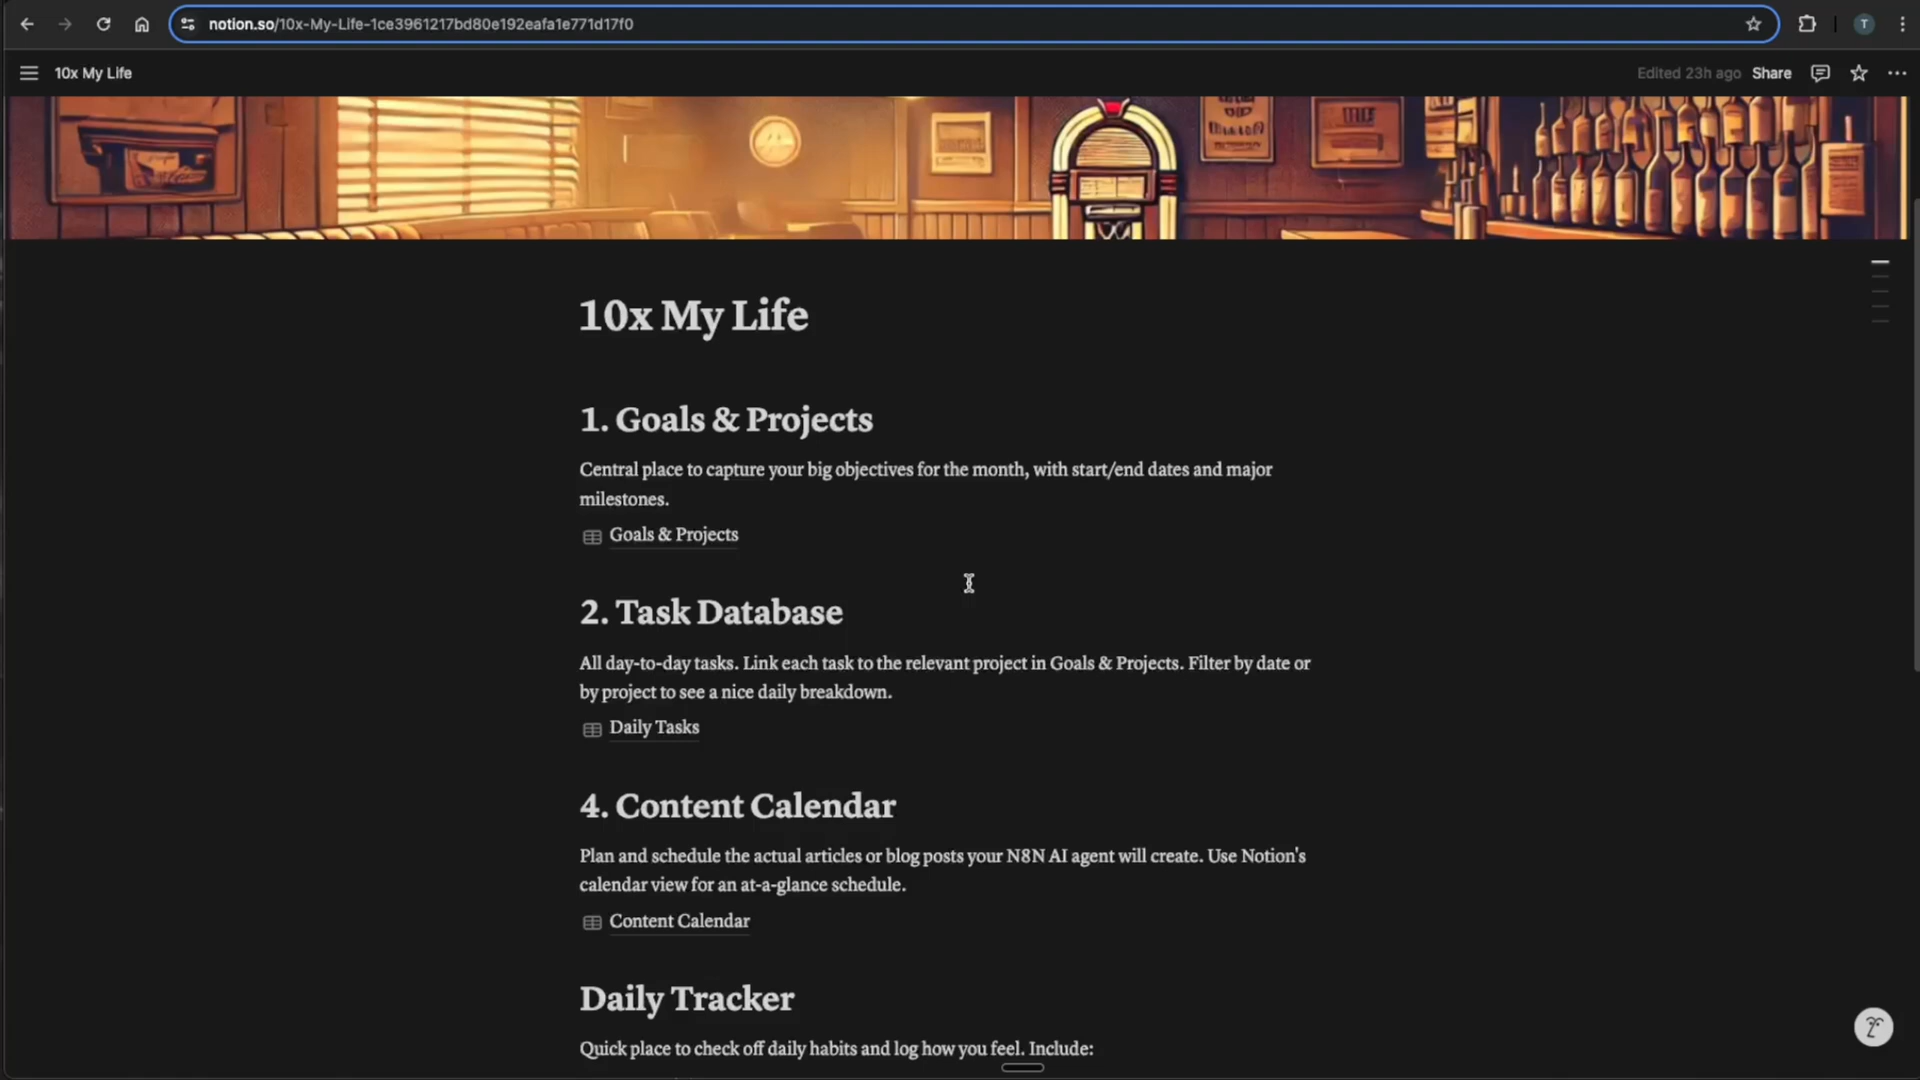 notion.so/10x-My-Life-1ce3961217bd80e192eafa1e771d17f0
T
10x My Life
Edited 23h ago
Share
10x My Life
1. Goals & Projects
Central place to capture your big objectives for the month, with start/end dates and major
milestones.
Goals & Projects
2. Task Database
All day-to-day tasks. Link each task to the relevant project in Goals & Projects. Filter by date or
by project to see a nice daily breakdown.
Daily Tasks
4. Content Calendar
Plan and schedule the actual articles or blog posts your N8N AI agent will create. Use Notion's
calendar view for an at-a-glance schedule.
Content Calendar
Daily Tracker
Quick place to check off daily habits and log how you feel. Include: